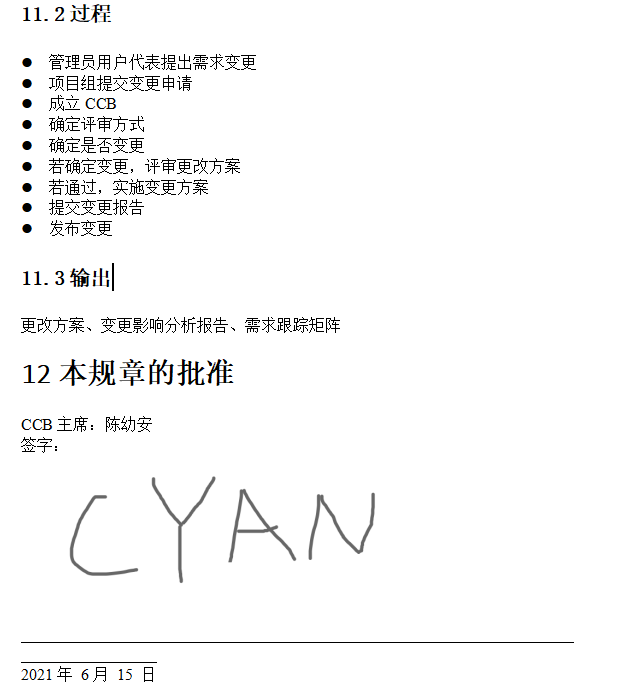 11.2 过程
● 管理员用户代表提出需求变更
● 项目组提交变更申请
● 成立 CCB
● 确定评审方式
● 确定是否变更
● 若确定变更，评审更改方案
● 若通过，实施变更方案
● 提交变更报告
● 发布变更
11.3 输出
更改方案、变更影响分析报告、需求跟踪矩阵
12 本规章的批准
CCB 主席：陈幼安
签字：
CYAN
2021 年 6 月 15 日